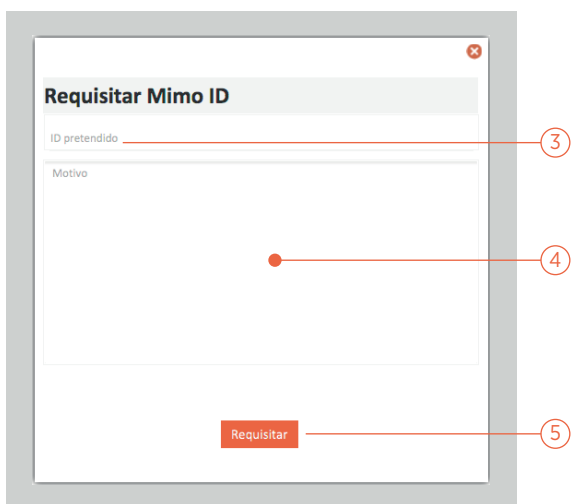 Requisitar Mimo ID
ID pretendido
3
Motivo
4
Requisitar
5